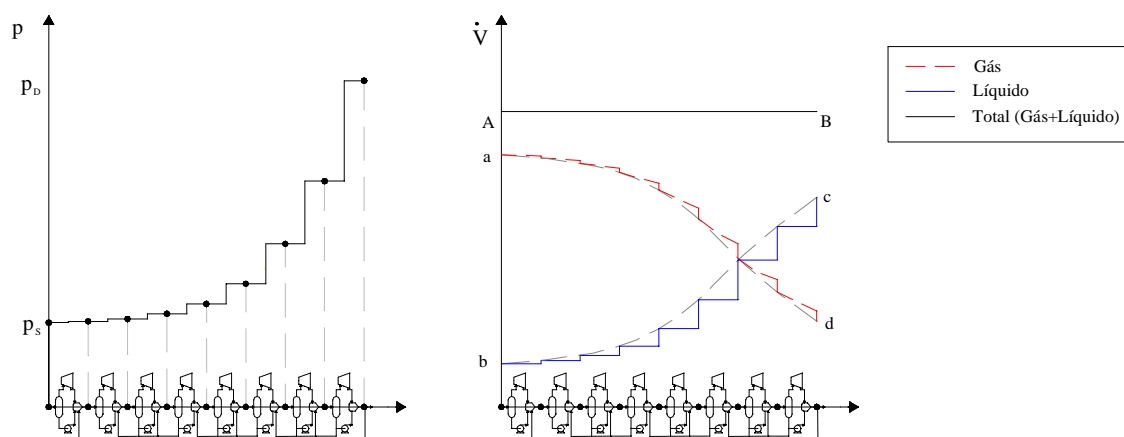 p
p_D
p_S
V̇
A
B
a
b
c
d
Gás
Líquido
Total (Gás+Líquido)